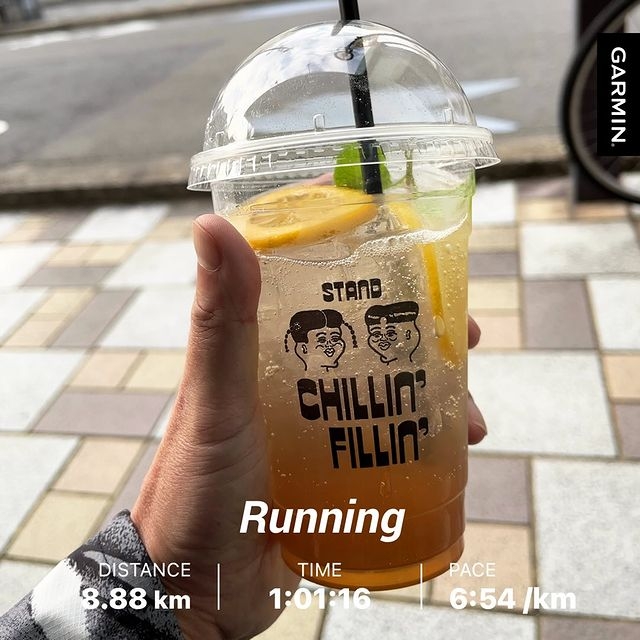 GARMIN.
STAND
CHILLIN'
FILLIN'
Running
DISTANCE TIME PACE
8.88 km 1:01:16 6:54 /km